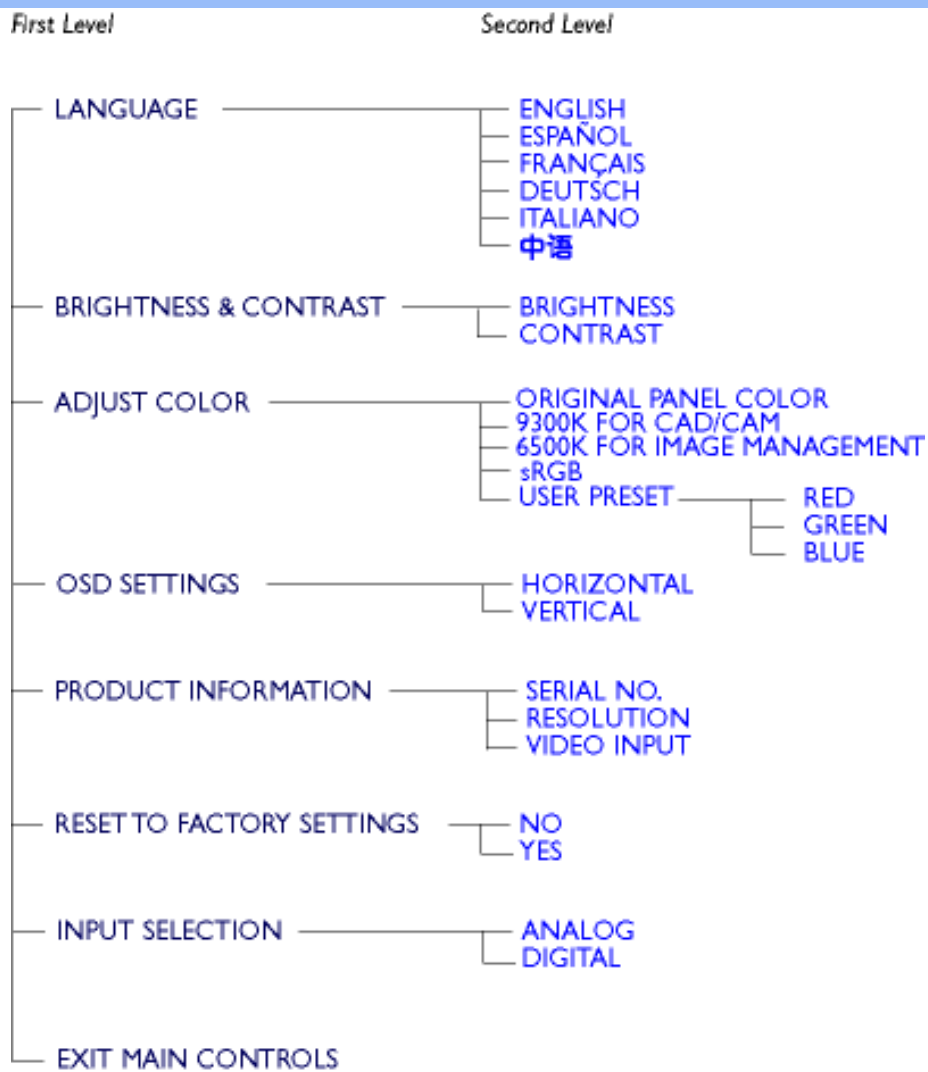 First Level Second Level
LANGUAGE ENGLISH
ESPAÑOL
FRANÇAIS
DEUTSCH
ITALIANO
中语
BRIGHTNESS & CONTRAST BRIGHTNESS
CONTRAST
ADJUST COLOR ORIGINAL PANEL COLOR
9300K FOR CAD/CAM
6500K FOR IMAGE MANAGEMENT
sRGB
USER PRESET RED
GREEN
BLUE
OSD SETTINGS HORIZONTAL
VERTICAL
PRODUCT INFORMATION SERIAL NO.
RESOLUTION
VIDEO INPUT
RESET TO FACTORY SETTINGS NO
YES
INPUT SELECTION ANALOG
DIGITAL
EXIT MAIN CONTROLS